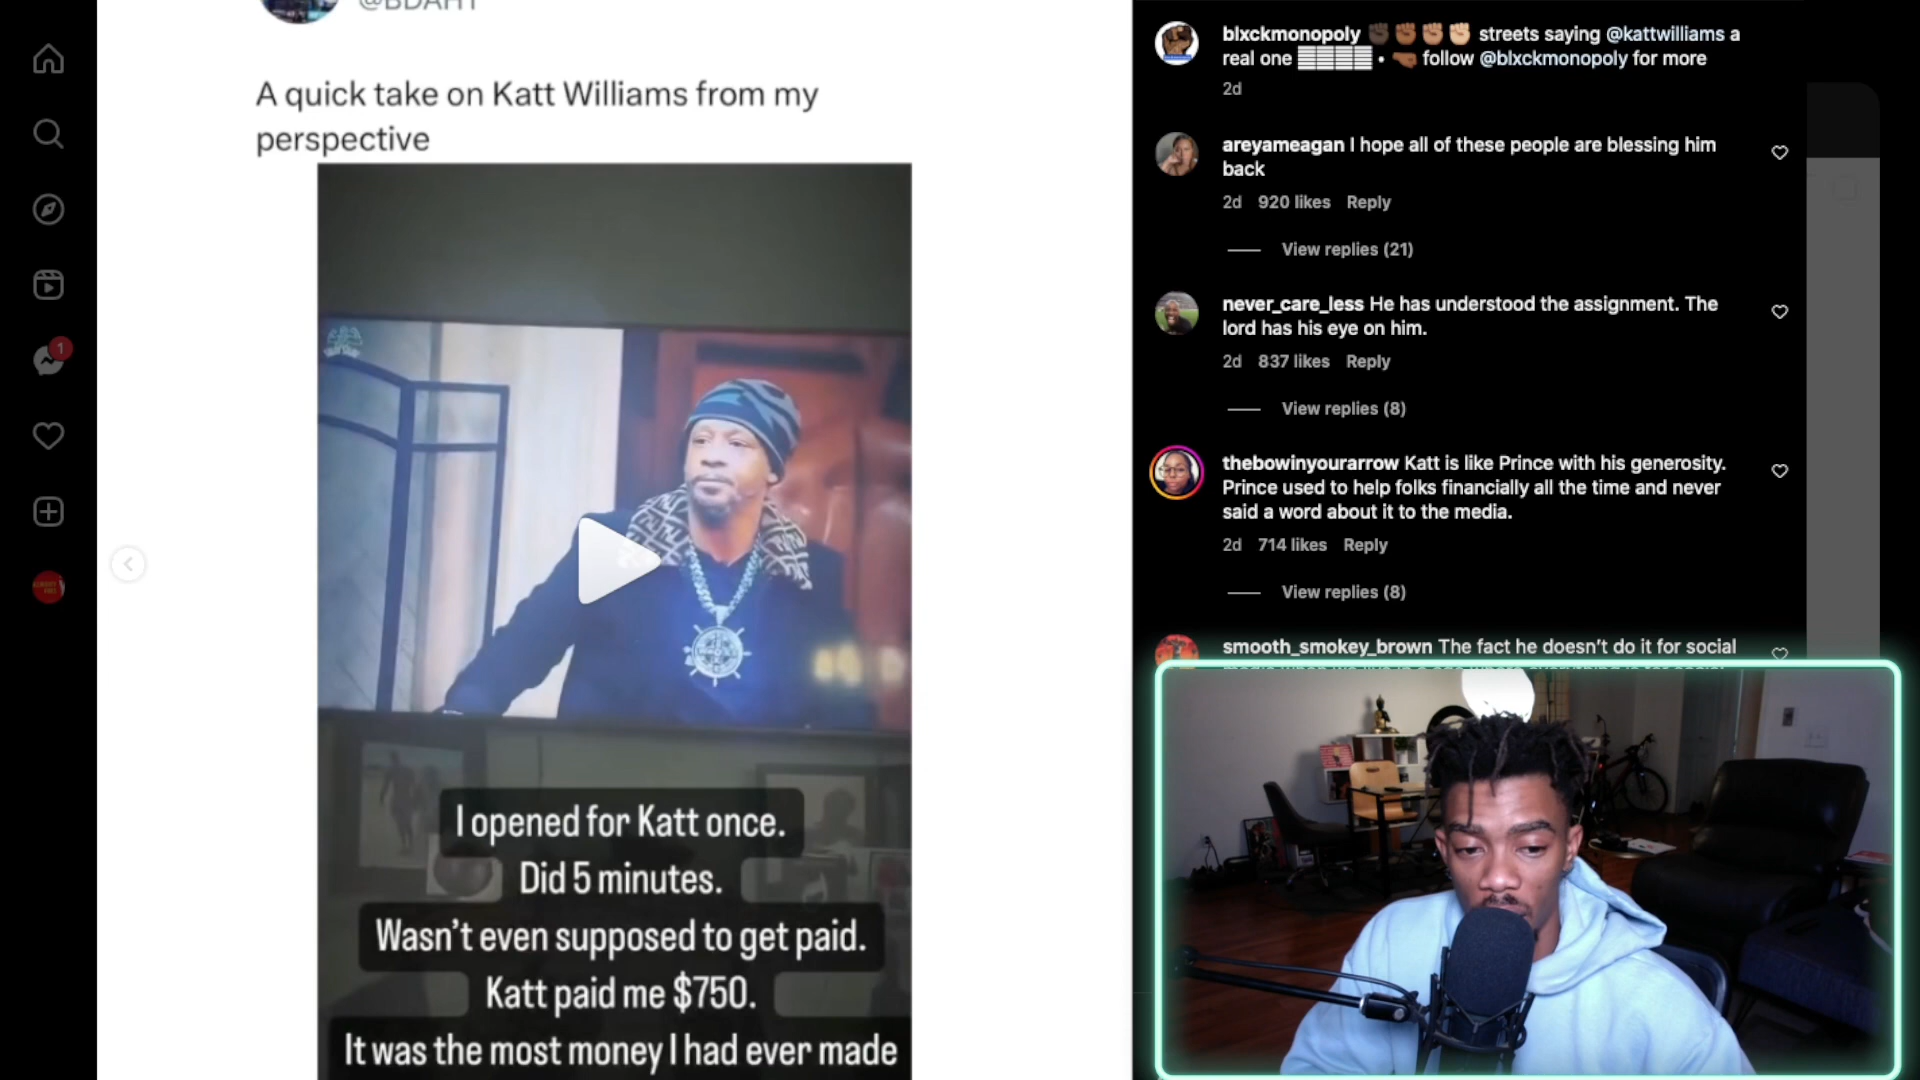 @BDAHT
A quick take on Katt Williams from my
perspective
I opened for Katt once.
Did 5 minutes.
Wasn't even supposed to get paid.
Katt paid me $750.
It was the most money I had ever made
1
blxckmonopoly ✊🏿✊🏾✊🏽✊🏼 streets saying @kattwilliams a
real one • 🤜🏾 follow @blxckmonopoly for more
2d
areyameagan I hope all of these people are blessing him
back
2d 920 likes Reply
View replies (21)
never_care_less He has understood the assignment. The
lord has his eye on him.
2d 837 likes Reply
View replies (8)
thebowinyourarrow Katt is like Prince with his generosity.
Prince used to help folks financially all the time and never
said a word about it to the media.
2d 714 likes Reply
View replies (8)
smooth_smokey_brown The fact he doesn't do it for social